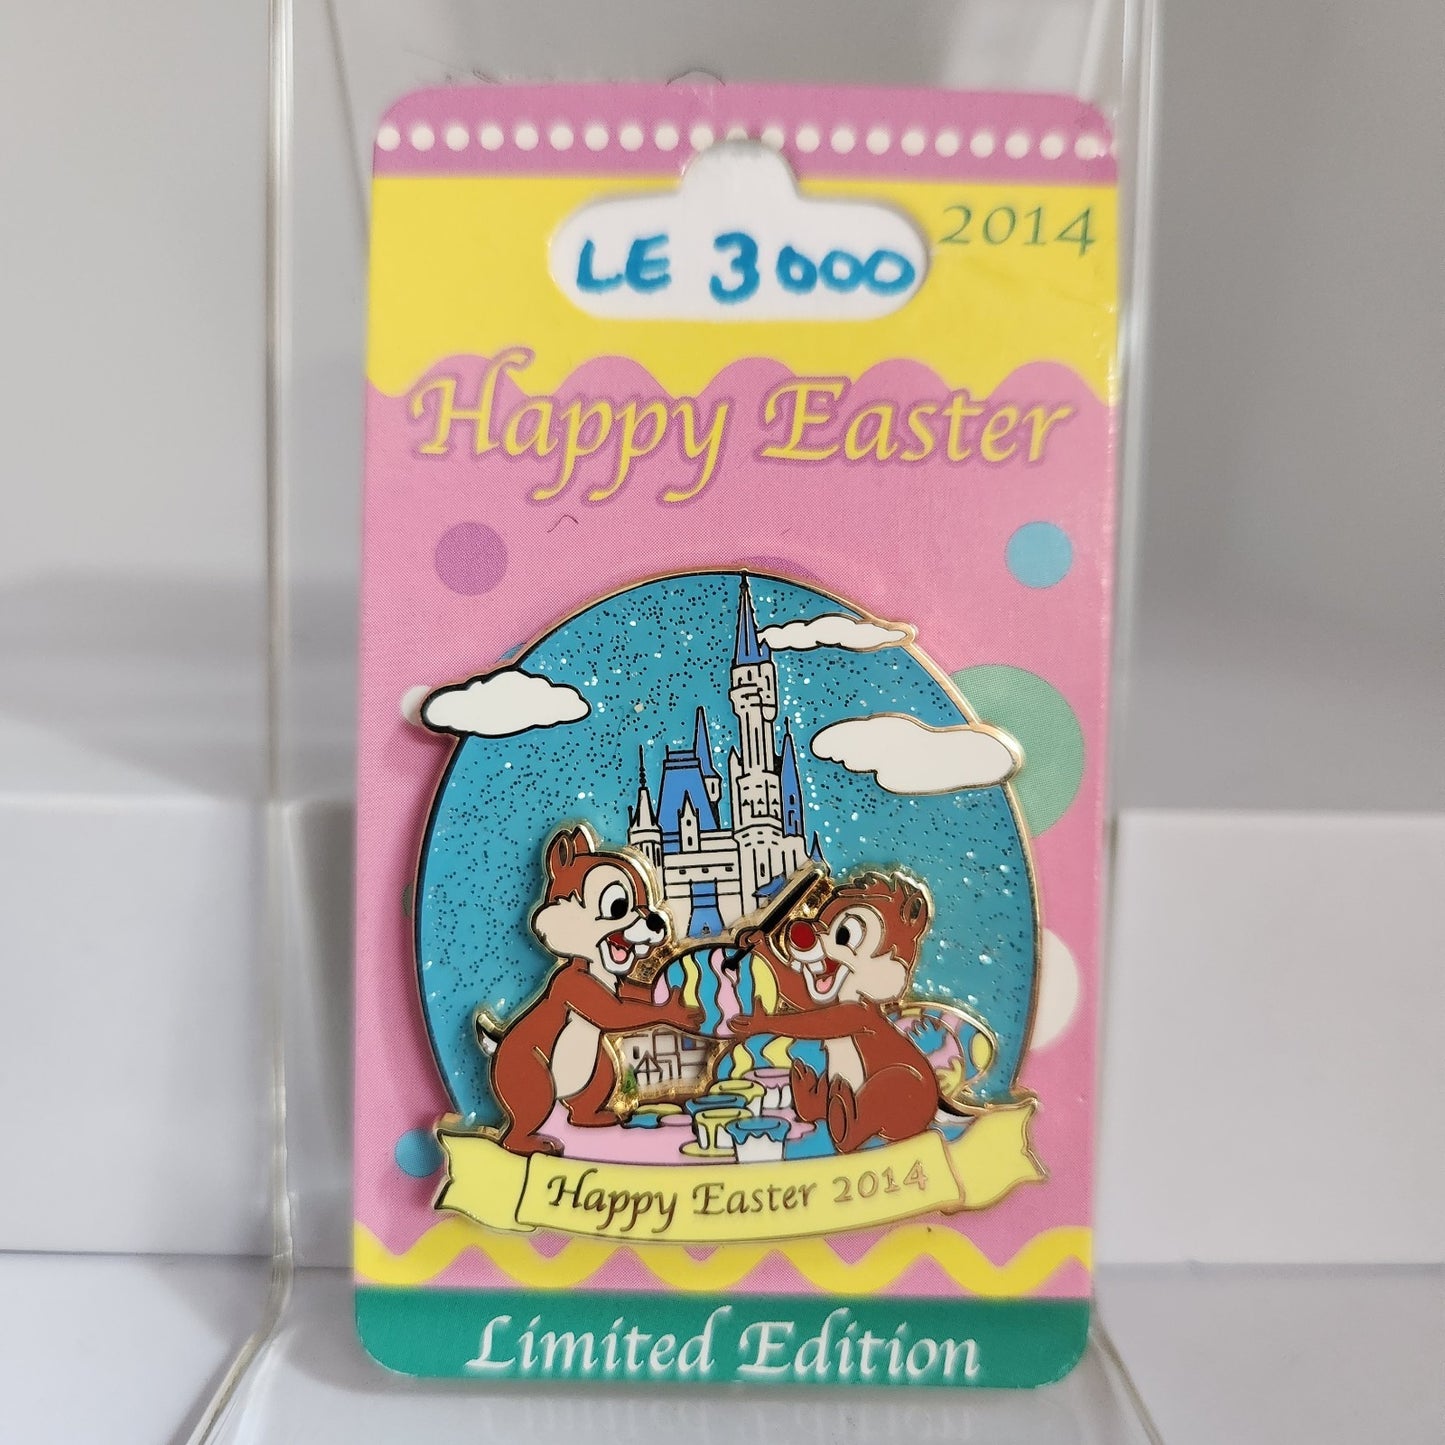 2014
LE 3000
Happy Easter
Happy Easter 2014
Limited Edition